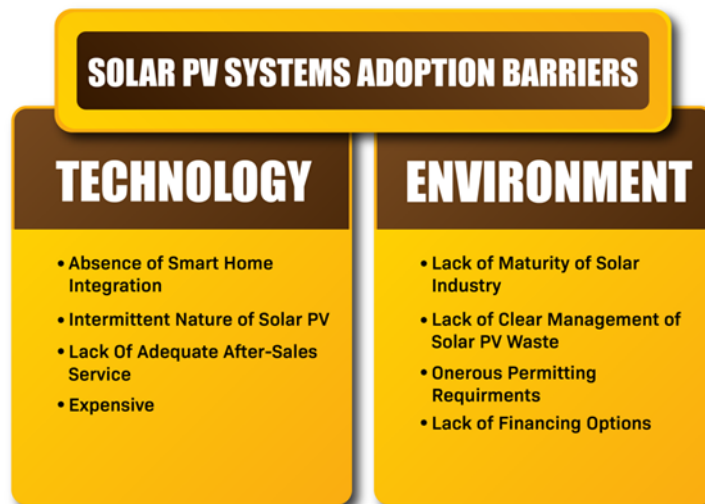 SOLAR PV SYSTEMS ADOPTION BARRIERS
TECHNOLOGY
• Absence of Smart Home
Integration
• Intermittent Nature of Solar PV
• Lack Of Adequate After-Sales
Service
• Expensive
ENVIRONMENT
• Lack of Maturity of Solar
Industry
• Lack of Clear Management of
Solar PV Waste
• Onerous Permitting
Requirments
• Lack of Financing Options